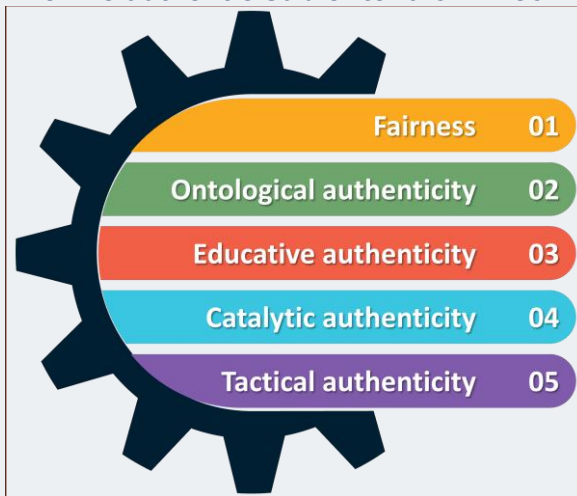 Fairness 01
Ontological authenticity 02
Educative authenticity 03
Catalytic authenticity 04
Tactical authenticity 05